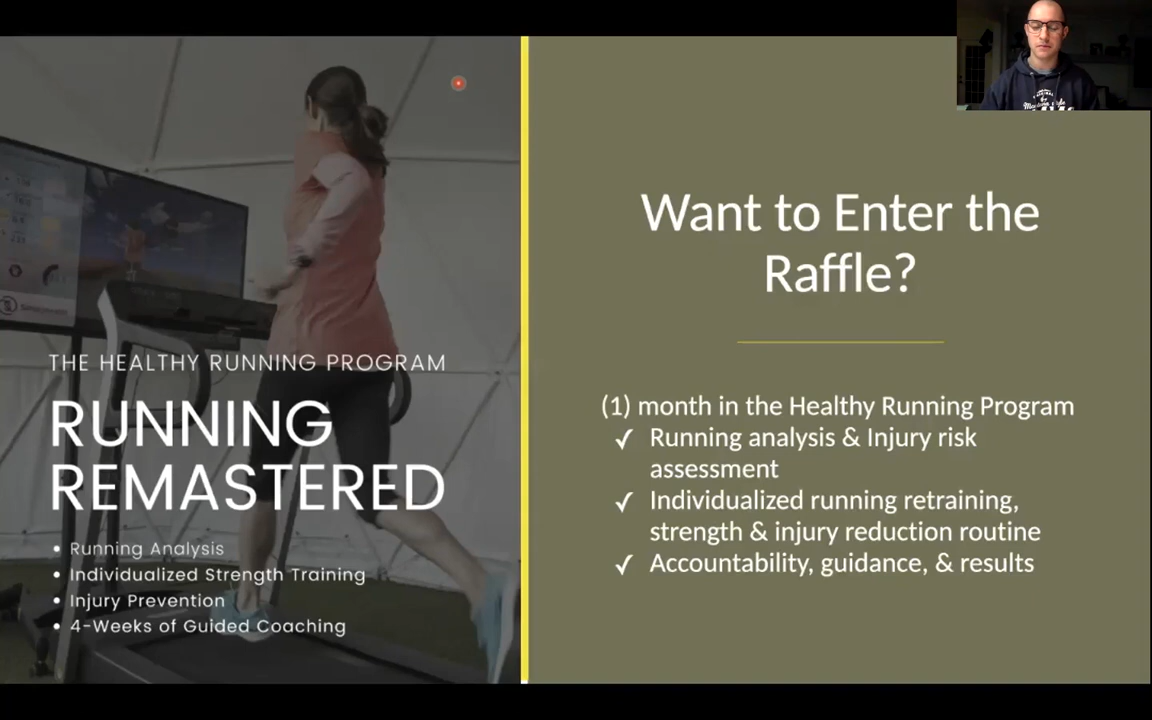 THE HEALTHY RUNNING PROGRAM
RUNNING
REMASTERED
• Running Analysis
• Individualized Strength Training
• Injury Prevention
• 4-Weeks of Guided Coaching
Want to Enter the
Raffle?
(1) month in the Healthy Running Program
✓ Running analysis & Injury risk
assessment
✓ Individualized running retraining,
strength & injury reduction routine
✓ Accountability, guidance, & results